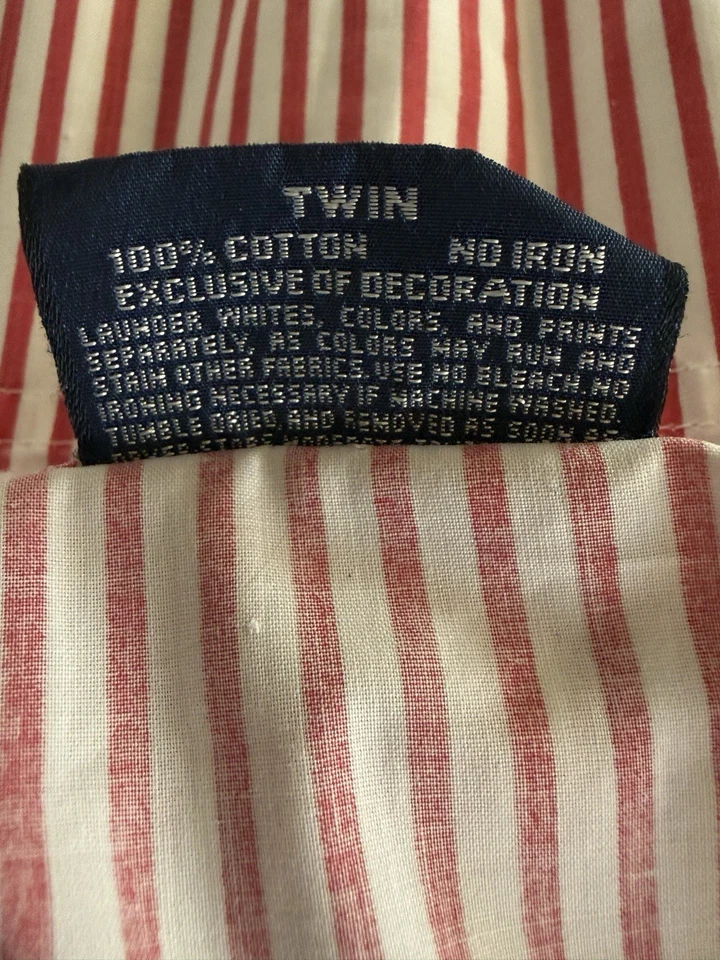 TWIN
100% COTTON NO IRON
EXCLUSIVE OF DECORATION
LAUNDER WHITES, COLORS, AND PRINTS
SEPARATELY, AS COLORS MAY RUN AND
STAIN OTHER FABRICS. USE NO BLEACH. NO
IRONING NECESSARY IF MACHINE WASHED,
TUMBLE DRIED AND REMOVED AS SOON